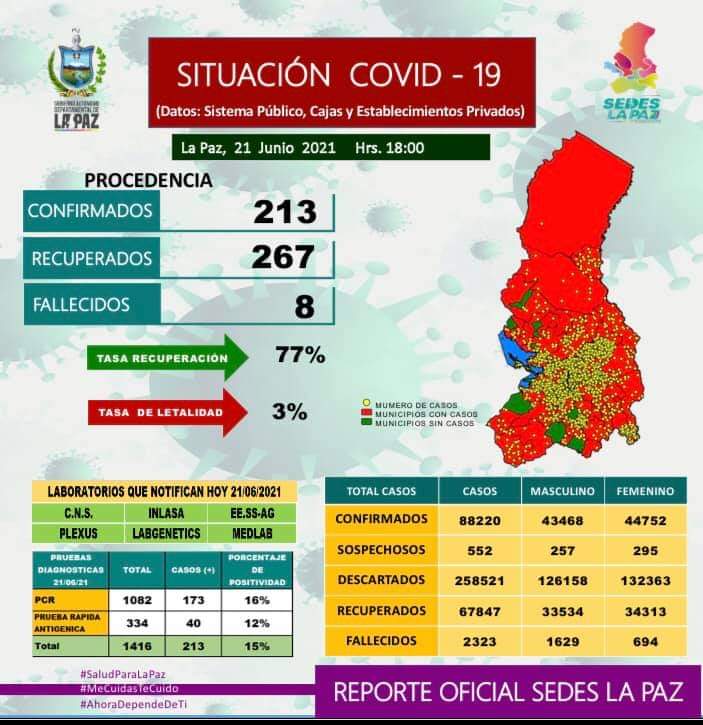 SITUACIÓN COVID - 19
(Datos: Sistema Público, Cajas y Establecimientos Privados)
GOBIERNO AUTÓNOMO
DEPARTAMENTAL DE
LA PAZ
SEDES
LA PAZ
La Paz, 21 Junio 2021 Hrs. 18:00
PROCEDENCIA
CONFIRMADOS 213
RECUPERADOS 267
FALLECIDOS 8
TASA RECUPERACIÓN 77%
TASA DE LETALIDAD 3%
MUMERO DE CASOS
MUNICIPIOS CON CASOS
MUNICIPIOS SIN CASOS
LABORATORIOS QUE NOTIFICAN HOY 21/06/2021
C.N.S. INLASA EE.SS-AG
PLEXUS LABGENETICS MEDLAB
PRUEBAS DIAGNOSTICAS 21/06/21 TOTAL CASOS (+) PORCENTAJE DE POSITIVIDAD
PCR 1082 173 16%
PRUEBA RAPIDA ANTIGENICA 334 40 12%
Total 1416 213 15%
TOTAL CASOS CASOS MASCULINO FEMENINO
CONFIRMADOS 88220 43468 44752
SOSPECHOSOS 552 257 295
DESCARTADOS 258521 126158 132363
RECUPERADOS 67847 33534 34313
FALLECIDOS 2323 1629 694
#SaludParaLaPaz
#MeCuidasTeCuido
#AhoraDependeDeTi
REPORTE OFICIAL SEDES LA PAZ